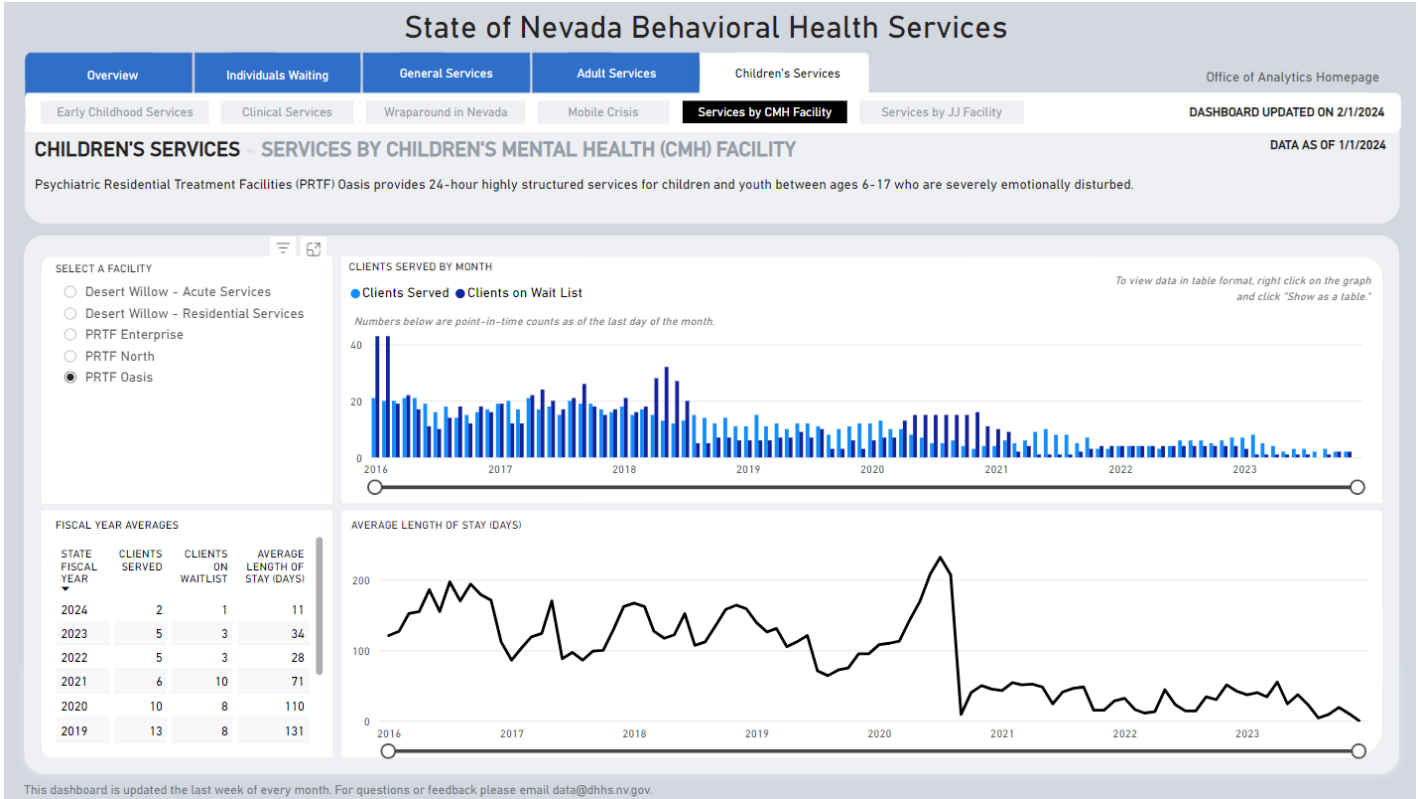 State of Nevada Behavioral Health Services
Overview
Individuals Waiting
General Services
Adult Services
Children's Services
Office of Analytics Homepage
Early Childhood Services
Clinical Services
Wraparound in Nevada
Mobile Crisis
Services by CMH Facility
Services by JJ Facility
DASHBOARD UPDATED ON 2/1/2024
CHILDREN'S SERVICES - SERVICES BY CHILDREN'S MENTAL HEALTH (CMH) FACILITY
DATA AS OF 1/1/2024
Psychiatric Residential Treatment Facilities (PRTF) Oasis provides 24-hour highly structured services for children and youth between ages 6-17 who are severely emotionally disturbed.
SELECT A FACILITY
Desert Willow - Acute Services
Desert Willow - Residential Services
PRTF Enterprise
PRTF North
PRTF Oasis
CLIENTS SERVED BY MONTH
Clients Served Clients on Wait List
To view data in table format, right click on the graph
and click "Show as a table."
Numbers below are point-in-time counts as of the last day of the month.
40
20
0
2016 2017 2018 2019 2020 2021 2022 2023
FISCAL YEAR AVERAGES
STATE FISCAL YEAR
CLIENTS SERVED
CLIENTS ON WAITLIST
AVERAGE LENGTH OF STAY (DAYS)
2024 2 1 11
2023 5 3 34
2022 5 3 28
2021 6 10 71
2020 10 8 110
2019 13 8 131
AVERAGE LENGTH OF STAY (DAYS)
200
100
0
2016 2017 2018 2019 2020 2021 2022 2023
This dashboard is updated the last week of every month. For questions or feedback please email data@dhhs.nv.gov.